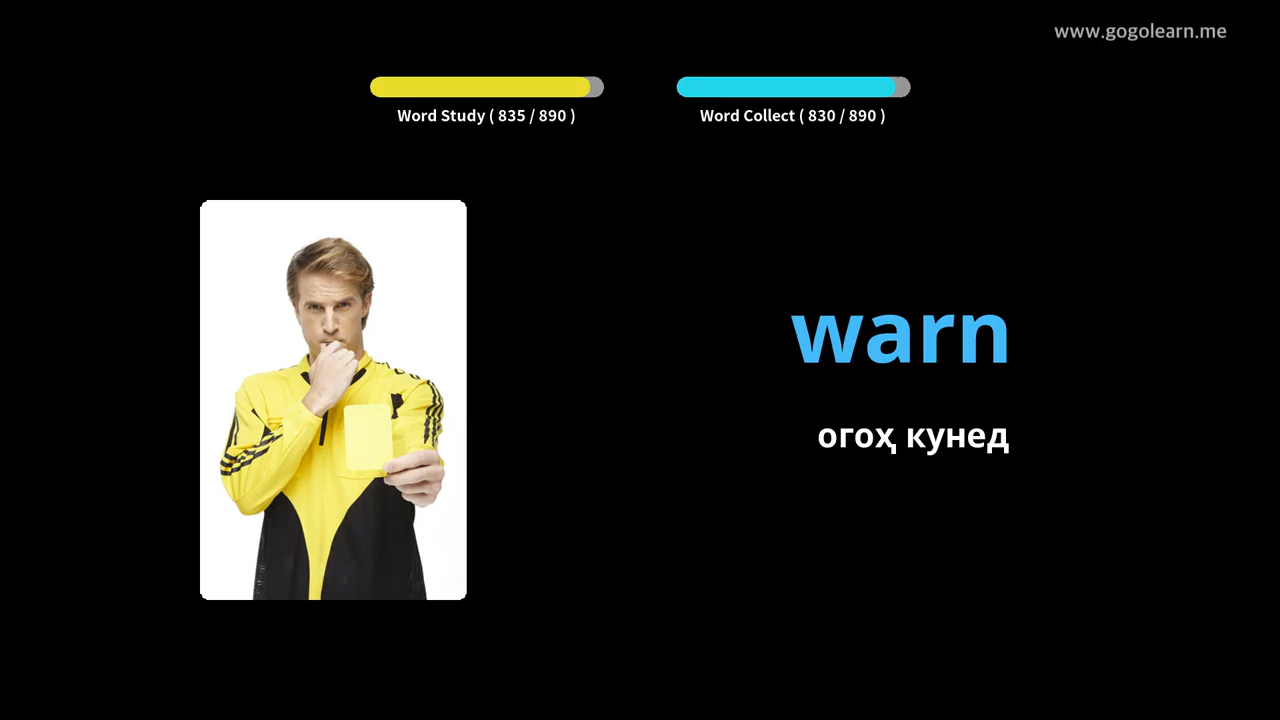 www.gogolearn.me
Word Study ( 835 / 890 )
Word Collect ( 830 / 890 )
warn
огоҳ кунед